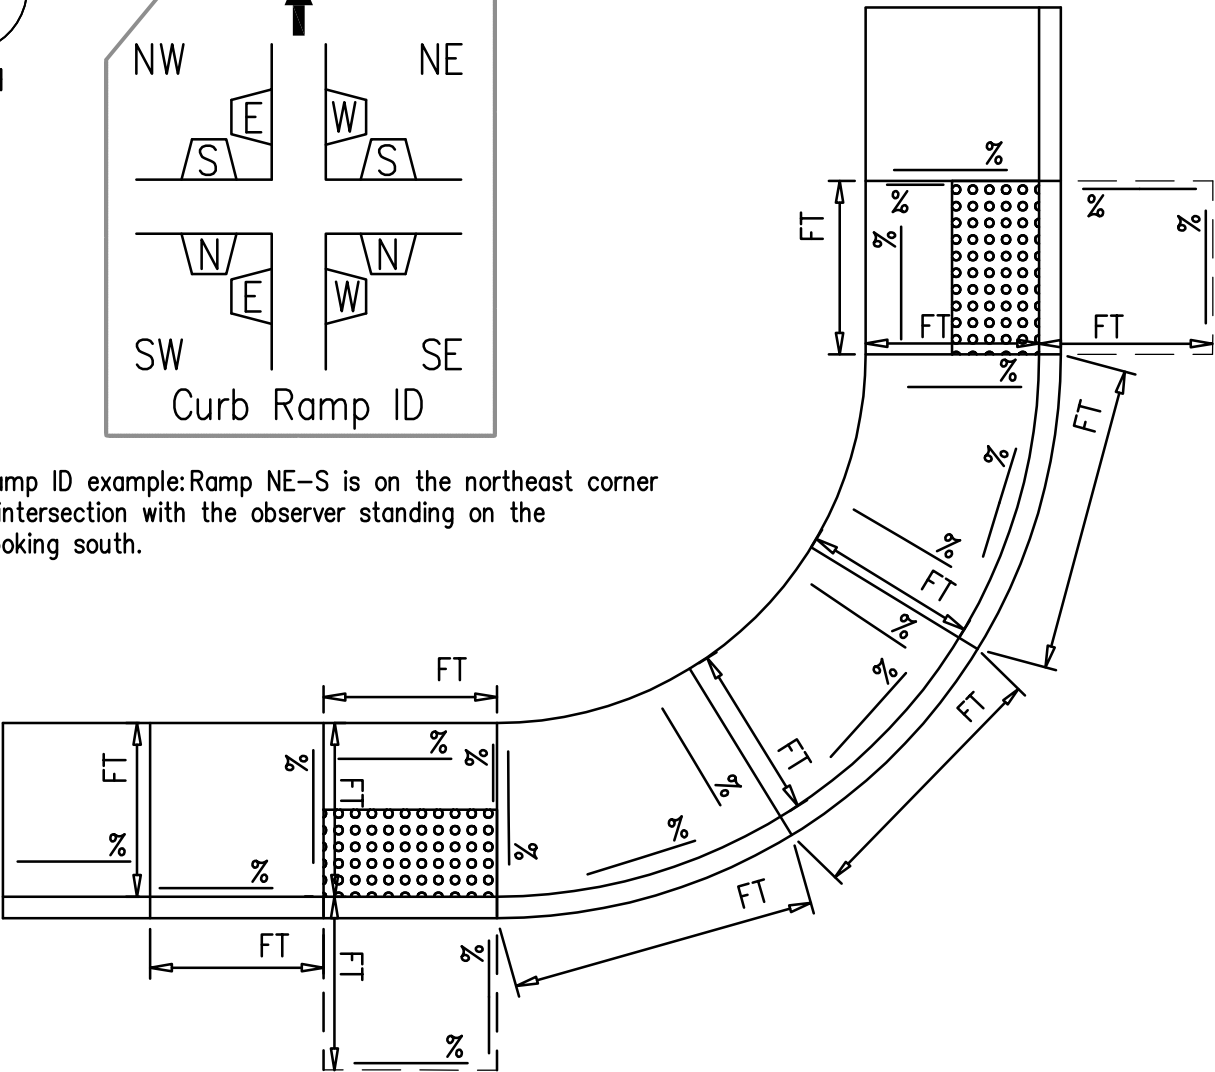 NW NE
E W
S S
N N
E W
SW SE
Curb Ramp ID
amp ID example: Ramp NE-S is on the northeast corner
intersection with the observer standing on the
oking south.
%
%
%
%
%
FT
FT
FT
%
FT
%
%
FT
%
%
FT
FT
%
%
%
FT
FT
%
%
%
FT
%
%
%
FT
FT
FT
%
%